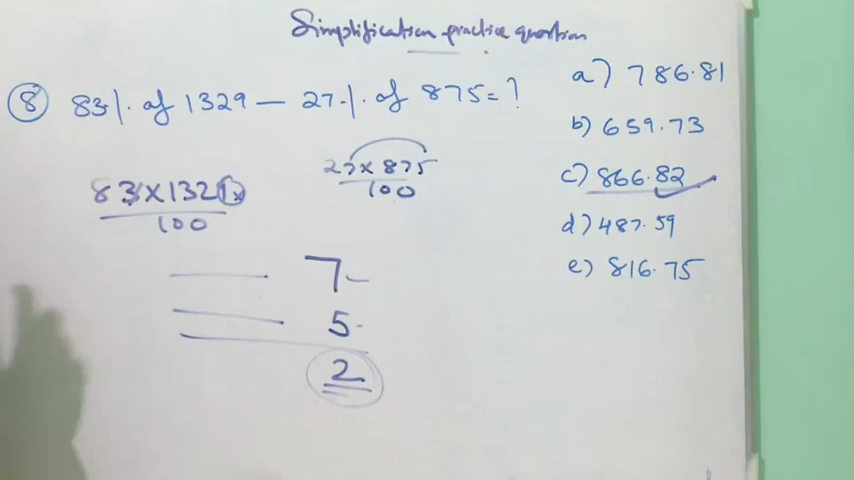 Simplification practice question
8 83% of 1329 — 27% of 875 = ?
a) 786.81
b) 659.73
c) 866.82
d) 487.59
e) 816.75
83×1329
100
27×875
100
7
5
2